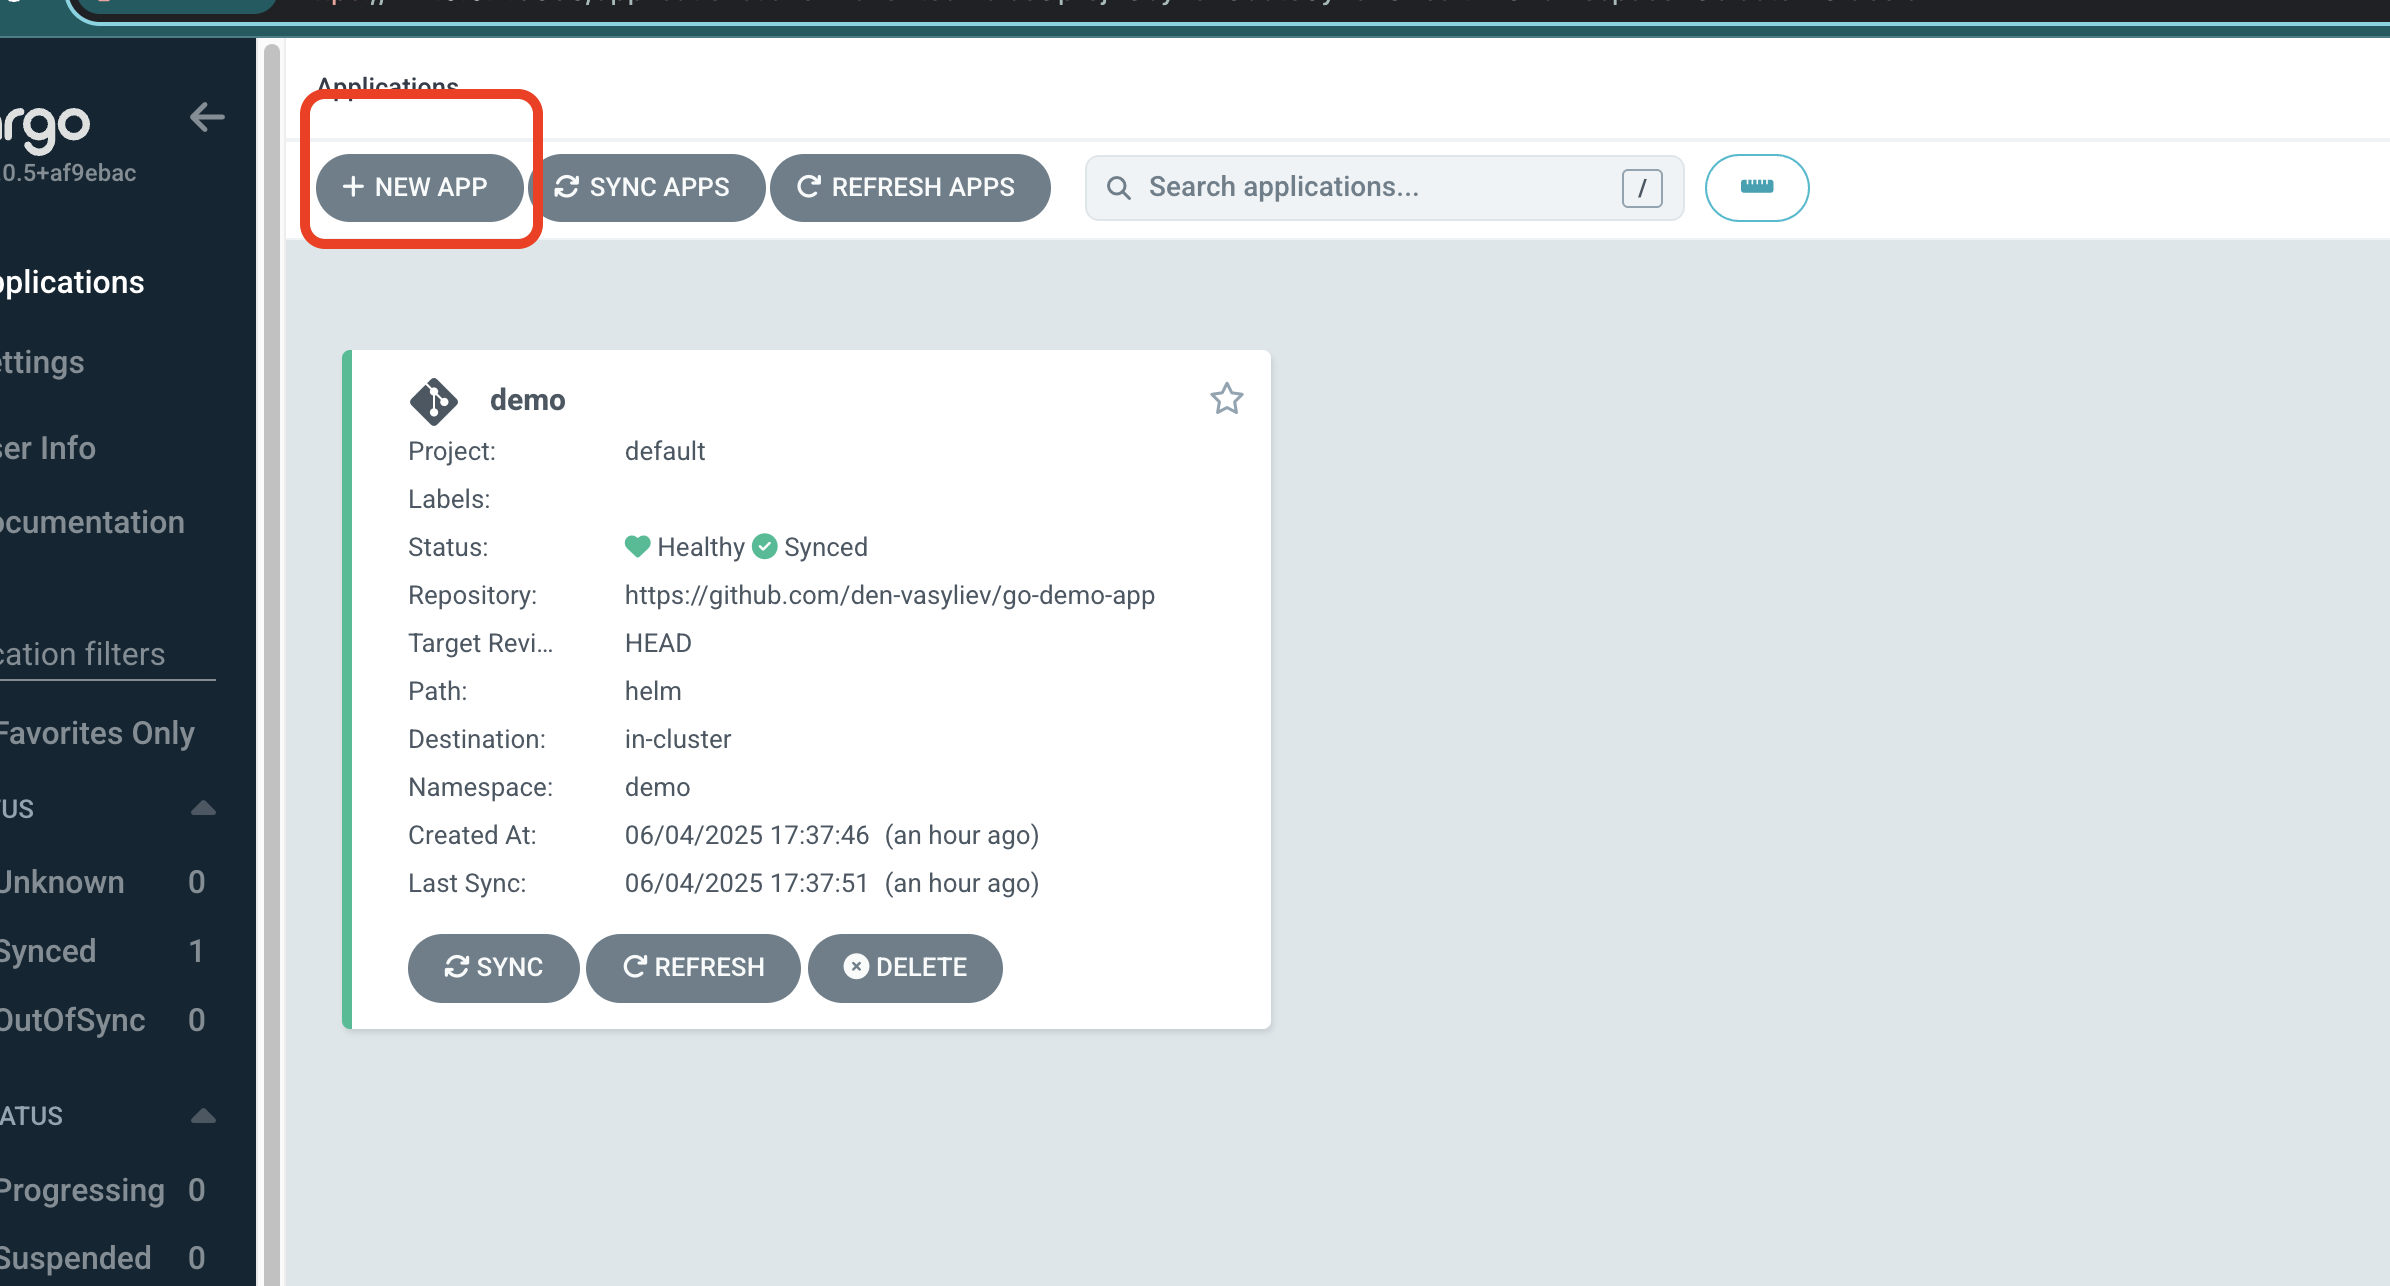 rgo
0.5+af9ebac
plications
ttings
ser Info
ocumentation
cation filters
Favorites Only
US
Unknown 0
Synced 1
OutOfSync 0
ATUS
Progressing 0
Suspended 0
Applications
NEW APP SYNC APPS REFRESH APPS Search applications... /
demo
Project: default
Labels:
Status: Healthy Synced
Repository: https://github.com/den-vasyliev/go-demo-app
Target Revi... HEAD
Path: helm
Destination: in-cluster
Namespace: demo
Created At: 06/04/2025 17:37:46 (an hour ago)
Last Sync: 06/04/2025 17:37:51 (an hour ago)
SYNC REFRESH DELETE